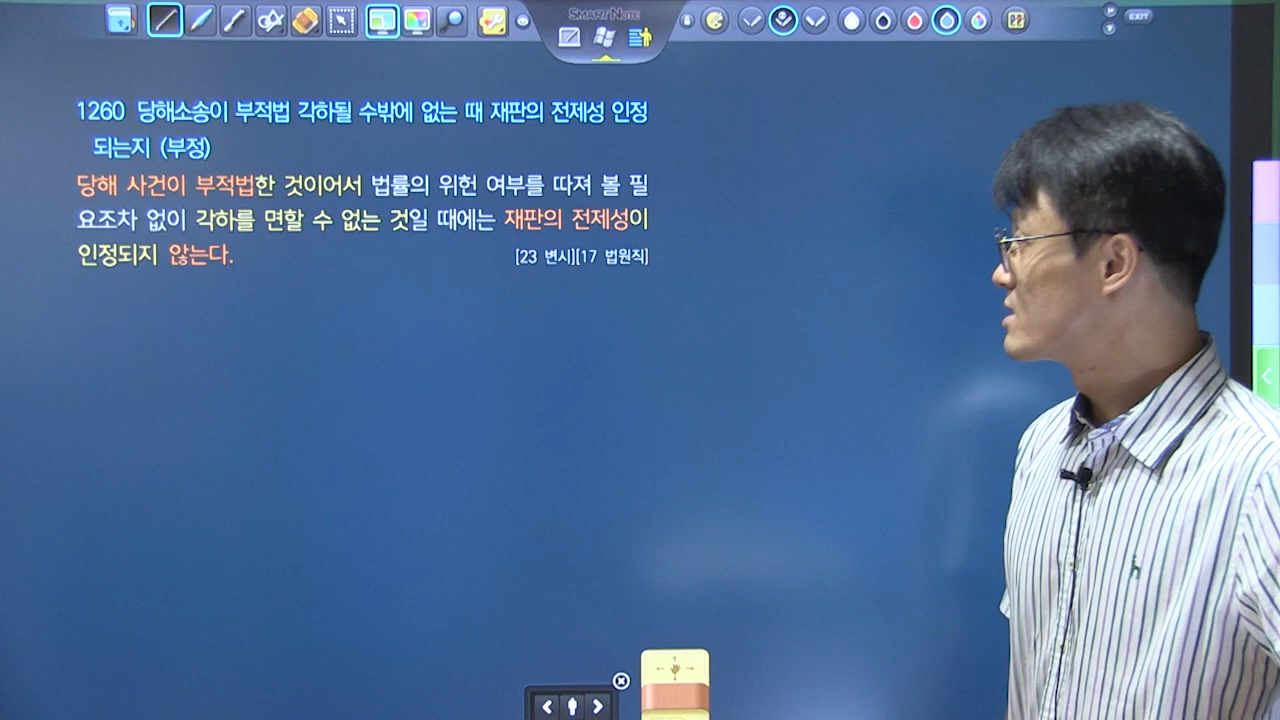 SMARTNOTE
EXIT
1260 당해소송이 부적법 각하될 수밖에 없는 때 재판의 전제성 인정
되는지 (부정)
당해 사건이 부적법한 것이어서 법률의 위헌 여부를 따져 볼 필
요조차 없이 각하를 면할 수 없는 것일 때에는 재판의 전제성이
인정되지 않는다. [23 변시][17 법원직]